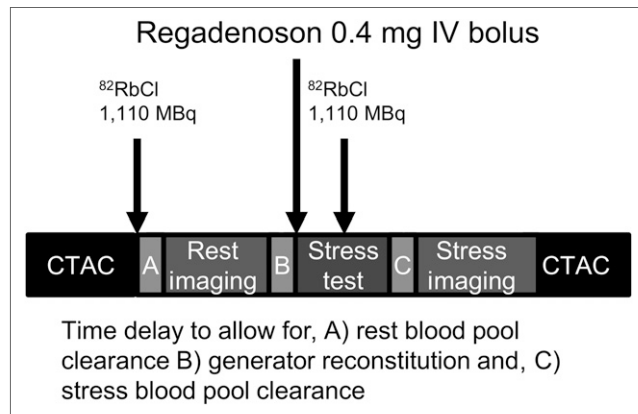 Regadenoson 0.4 mg IV bolus
⁸²RbCl
1,110 MBq
⁸²RbCl
1,110 MBq
CTAC
A
Rest
imaging
B
Stress
test
C
Stress
imaging
CTAC
Time delay to allow for, A) rest blood pool
clearance B) generator reconstitution and, C)
stress blood pool clearance